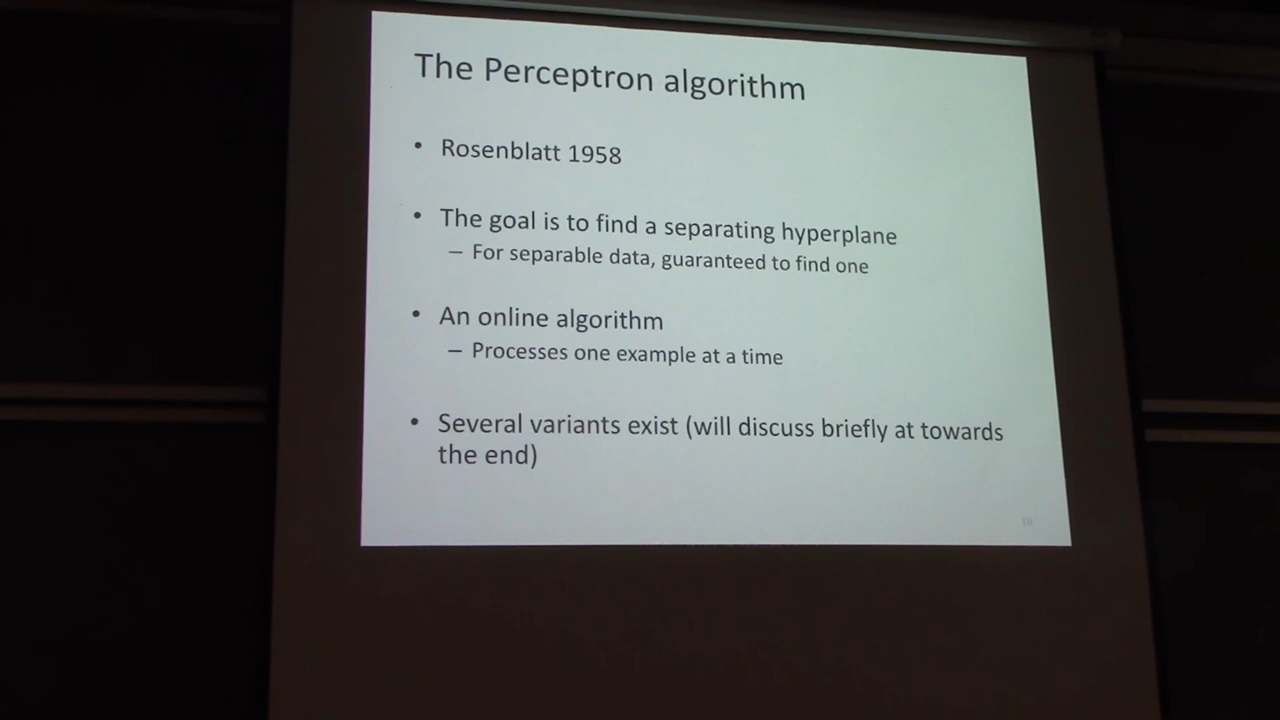 The Perceptron algorithm
• Rosenblatt 1958
• The goal is to find a separating hyperplane
– For separable data, guaranteed to find one
• An online algorithm
– Processes one example at a time
• Several variants exist (will discuss briefly at towards
the end)
10